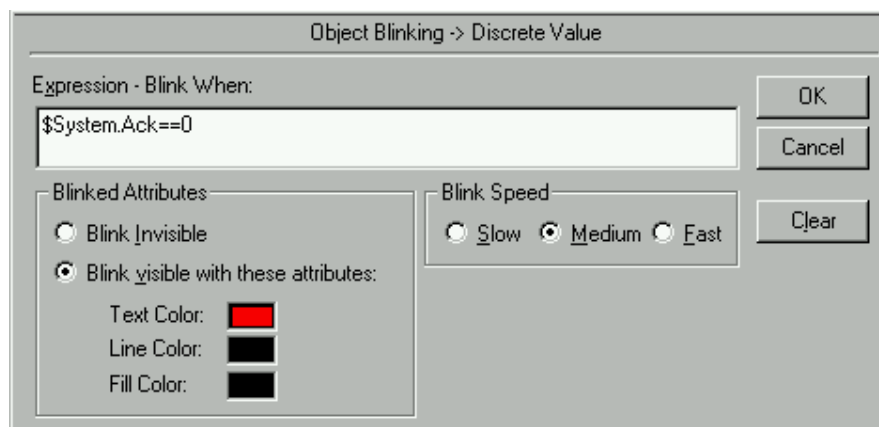 Object Blinking -> Discrete Value
Expression - Blink When:
$System.Ack==0
OK
Cancel
Clear
Blinked Attributes
Blink Invisible
Blink visible with these attributes:
Text Color:
Line Color:
Fill Color:
Blink Speed
Slow Medium Fast